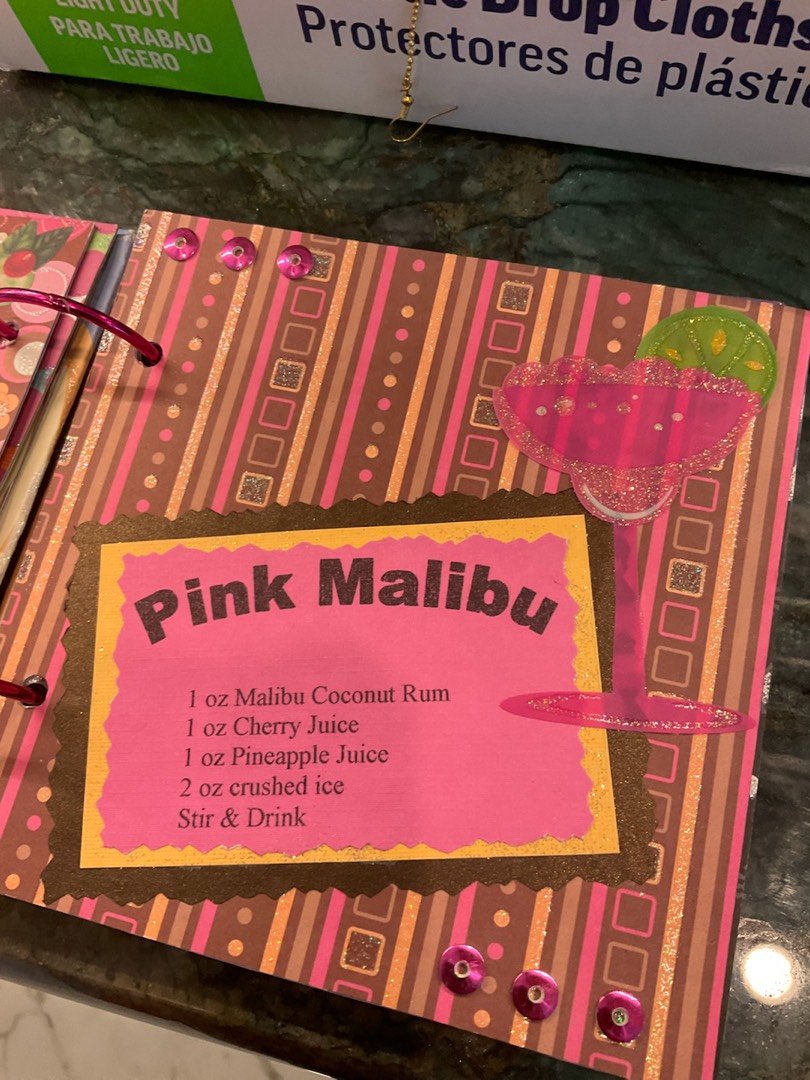 LIGHT DUTY
PARA TRABAJO
LIGERO
Drop Cloths
Protectores de
Pink Malibu
1 oz Malibu Coconut Rum
1 oz Cherry Juice
1 oz Pineapple Juice
2 oz crushed ice
Stir & Drink